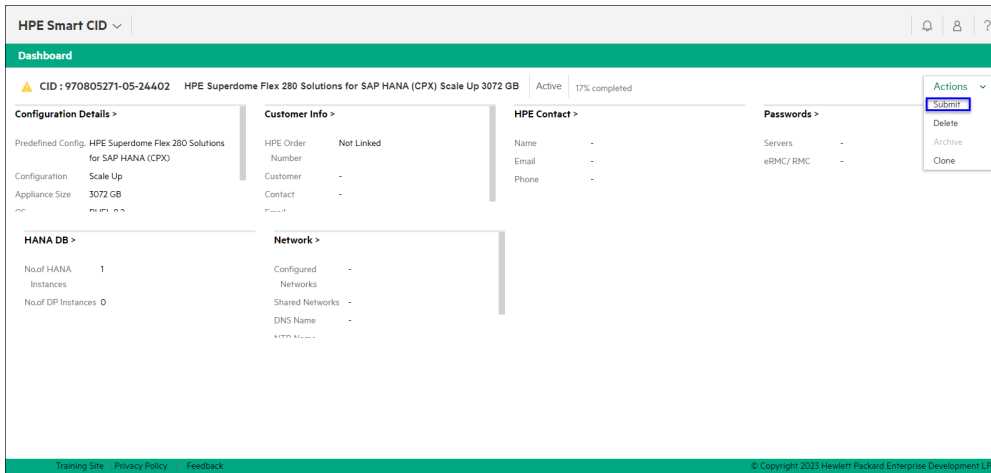 HPE Smart CID
?
Dashboard
CID : 970805271-05-24402 HPE Superdome Flex 280 Solutions for SAP HANA (CPX) Scale Up 3072 GB Active 17% completed Actions
Submit
Delete
Archive
Clone
Configuration Details >
Predefined Config. HPE Superdome Flex 280 Solutions
for SAP HANA (CPX)
Configuration Scale Up
Appliance Size 3072 GB
Customer Info >
HPE Order Not Linked
Number
Customer -
Contact -
Email
HPE Contact >
Name -
Email -
Phone -
Passwords >
Servers -
eRMC/ RMC -
HANA DB >
No.of HANA 1
Instances
No.of DP Instances 0
Network >
Configured -
Networks
Shared Networks -
DNS Name -
Training Site Privacy Policy Feedback
© Copyright 2023 Hewlett Packard Enterprise Development LP